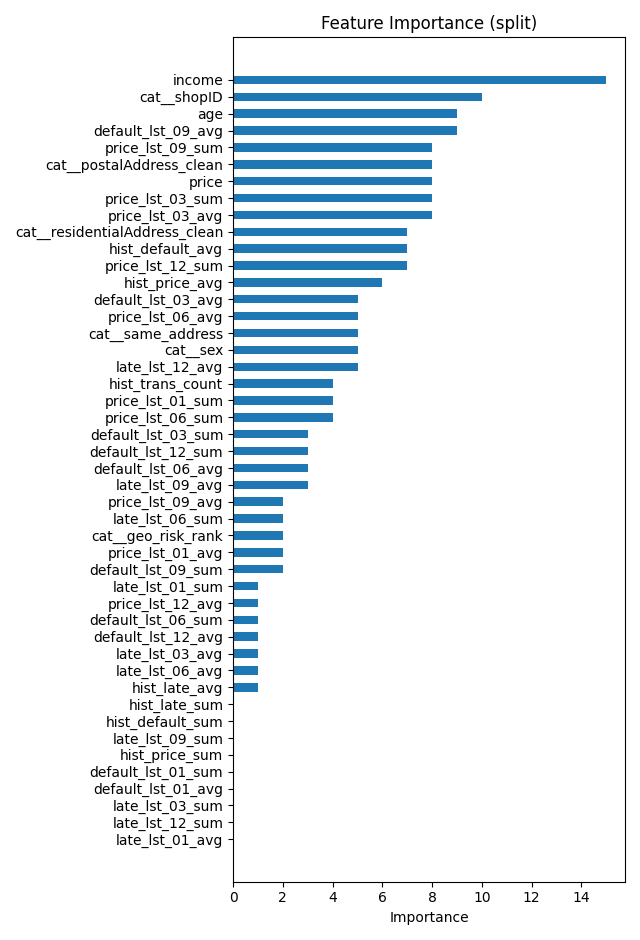 Feature Importance (split)
income
cat__shopID
age
default_lst_09_avg
price_lst_09_sum
cat__postalAddress_clean
price
price_lst_03_sum
price_lst_03_avg
cat__residentialAddress_clean
hist_default_avg
price_lst_12_sum
hist_price_avg
default_lst_03_avg
price_lst_06_avg
cat__same_address
cat__sex
late_lst_12_avg
hist_trans_count
price_lst_01_sum
price_lst_06_sum
default_lst_03_sum
default_lst_12_sum
default_lst_06_avg
late_lst_09_avg
price_lst_09_avg
late_lst_06_sum
cat__geo_risk_rank
price_lst_01_avg
default_lst_09_sum
late_lst_01_sum
price_lst_12_avg
default_lst_06_sum
default_lst_12_avg
late_lst_03_avg
late_lst_06_avg
hist_late_avg
hist_late_sum
hist_default_sum
late_lst_09_sum
hist_price_sum
default_lst_01_sum
default_lst_01_avg
late_lst_03_sum
late_lst_12_sum
late_lst_01_avg
0 2 4 6 8 10 12 14
Importance